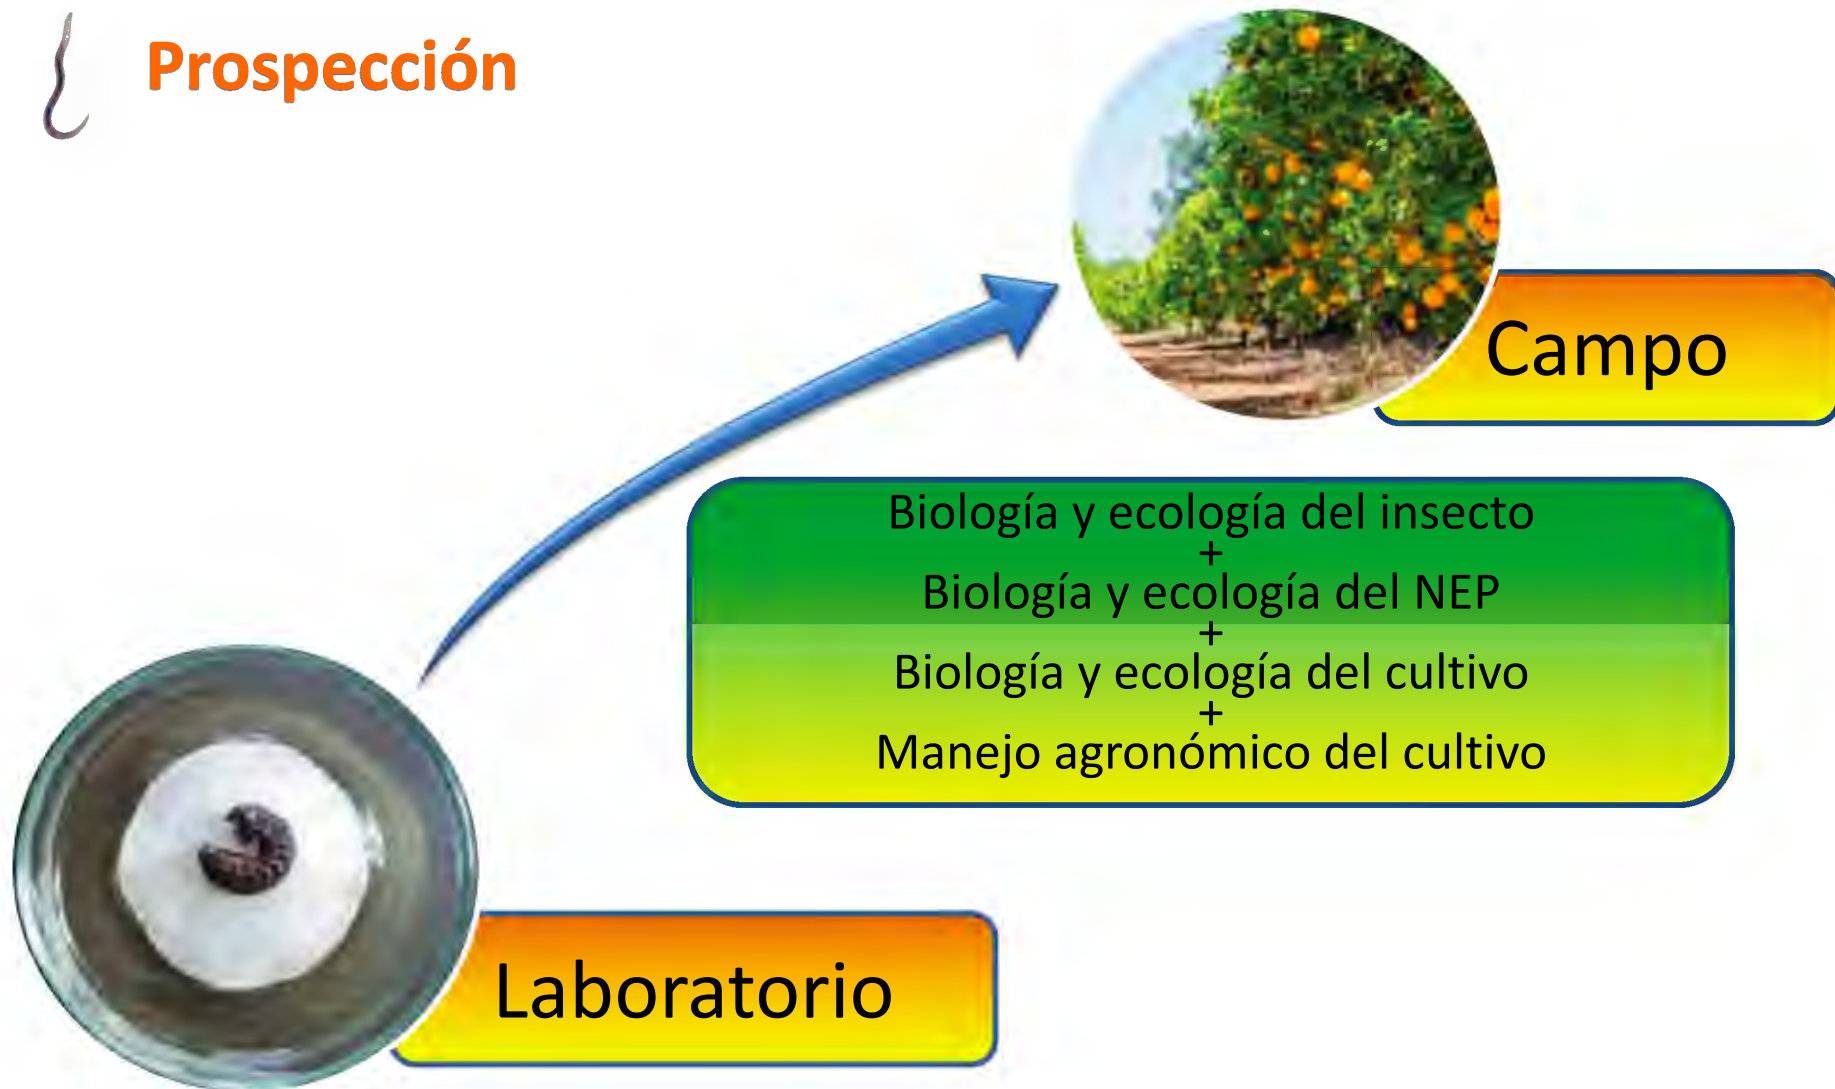 Prospección
Campo
Biología y ecología del insecto
+
Biología y ecología del NEP
+
Biología y ecología del cultivo
+
Manejo agronómico del cultivo
Laboratorio